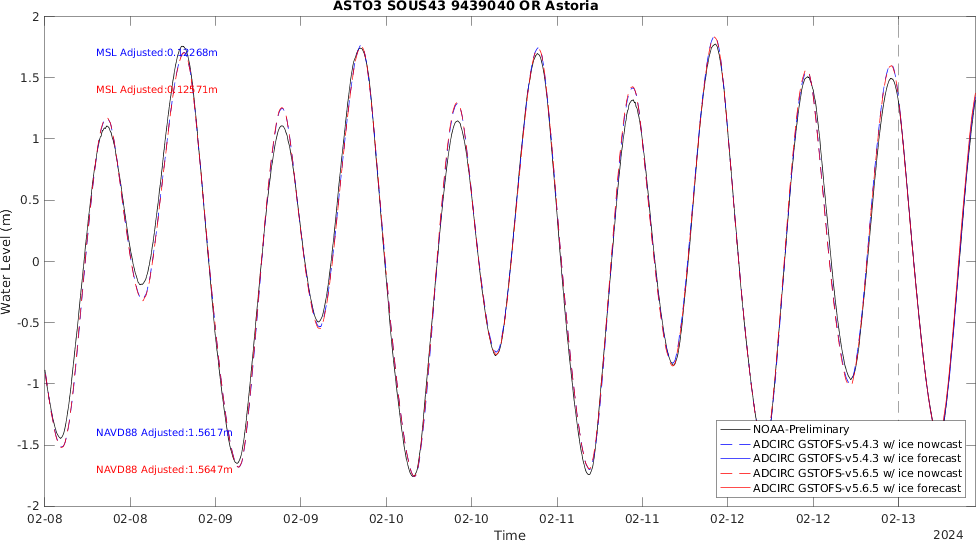 ASTO3 SOUS43 9439040 OR Astoria
2
1.5
1
0.5
0
-0.5
-1
-1.5
-2
Water Level (m)
MSL Adjusted:0.12268m
MSL Adjusted:0.12571m
NAVD88 Adjusted:1.5617m
NAVD88 Adjusted:1.5647m
NOAA-Preliminary
ADCIRC GSTOFS-v5.4.3 w/ ice nowcast
ADCIRC GSTOFS-v5.4.3 w/ ice forecast
ADCIRC GSTOFS-v5.6.5 w/ ice nowcast
ADCIRC GSTOFS-v5.6.5 w/ ice forecast
02-08 02-08 02-09 02-09 02-10 02-10 02-11 02-11 02-12 02-12 02-13
Time
2024